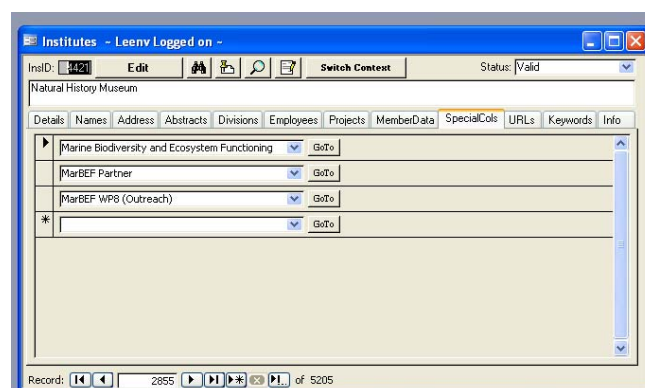 Institutes - Leenv Logged on -
InsID: 4421 Edit Switch Context Status: Valid
Natural History Museum
Details Names Address Abstracts Divisions Employees Projects MemberData SpecialCols URLs Keywords Info
Marine Biodiversity and Ecosystem Functioning GoTo
MarBEF Partner GoTo
MarBEF WP8 (Outreach) GoTo
GoTo
Record: 2855 of 5205